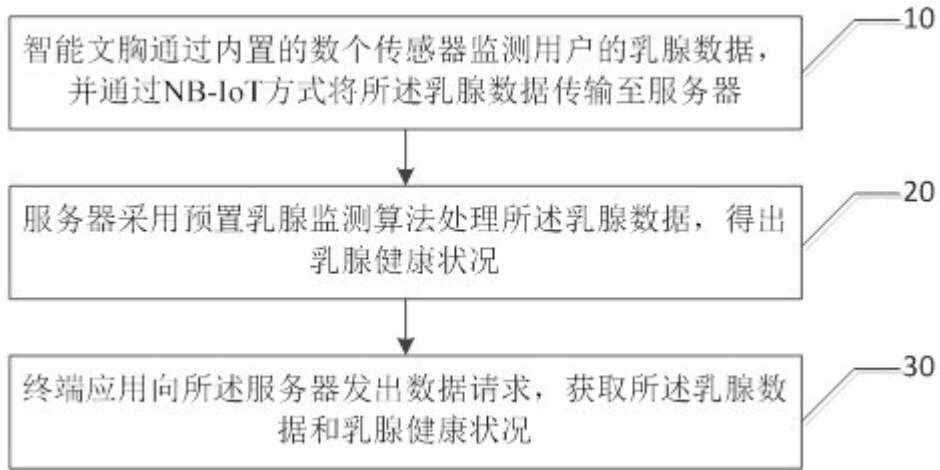 智能文胸通过内置的数个传感器监测用户的乳腺数据，
并通过NB-IoT方式将所述乳腺数据传输至服务器
10
服务器采用预置乳腺监测算法处理所述乳腺数据，得出
乳腺健康状况
20
终端应用向所述服务器发出数据请求，获取所述乳腺数
据和乳腺健康状况
30